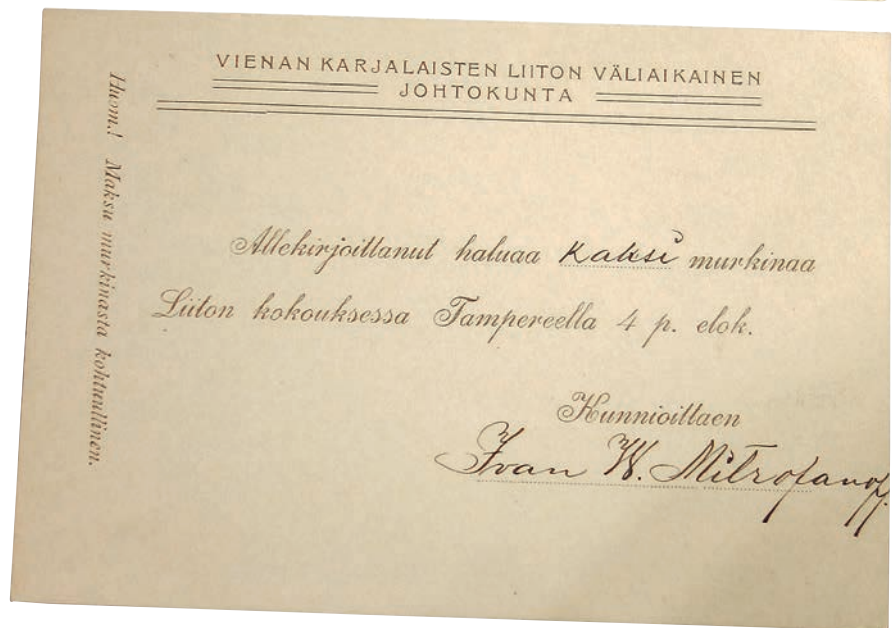 VIENAN KARJALAISTEN LIITON VÄLIAIKAINEN
JOHTOKUNTA
Allekirjoittanut haluaa kaksi murkinaa
Liiton kokouksessa Tampereella 4 p. elok.
Kunnioittaen
Ivan W. Mitrofanoff.
Huom.! Maksu murkinasta kohtuullinen.